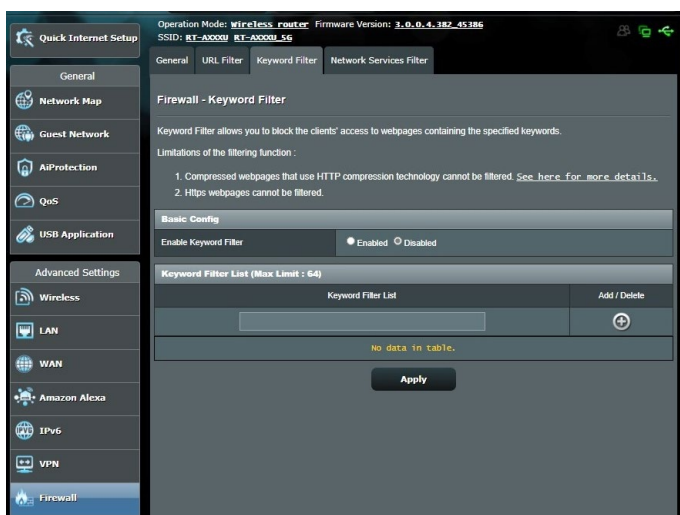 Quick Internet Setup
General
Network Map
Guest Network
AiProtection
QoS
USB Application
Advanced Settings
Wireless
LAN
WAN
Amazon Alexa
IPv6
VPN
Firewall
Operation Mode: Wireless router Firmware Version: 3.0.0.4.382_45386
SSID: RT-AXXXU RT-AXXXU_5G
General URL Filter Keyword Filter Network Services Filter
Firewall - Keyword Filter
Keyword Filter allows you to block the clients' access to webpages containing the specified keywords.
Limitations of the filtering function :
1. Compressed webpages that use HTTP compression technology cannot be filtered. See here for more details.
2. Https webpages cannot be filtered.
Basic Config
Enable Keyword Filter Enabled Disabled
Keyword Filter List (Max Limit : 64)
Keyword Filter List Add / Delete
No data in table.
Apply